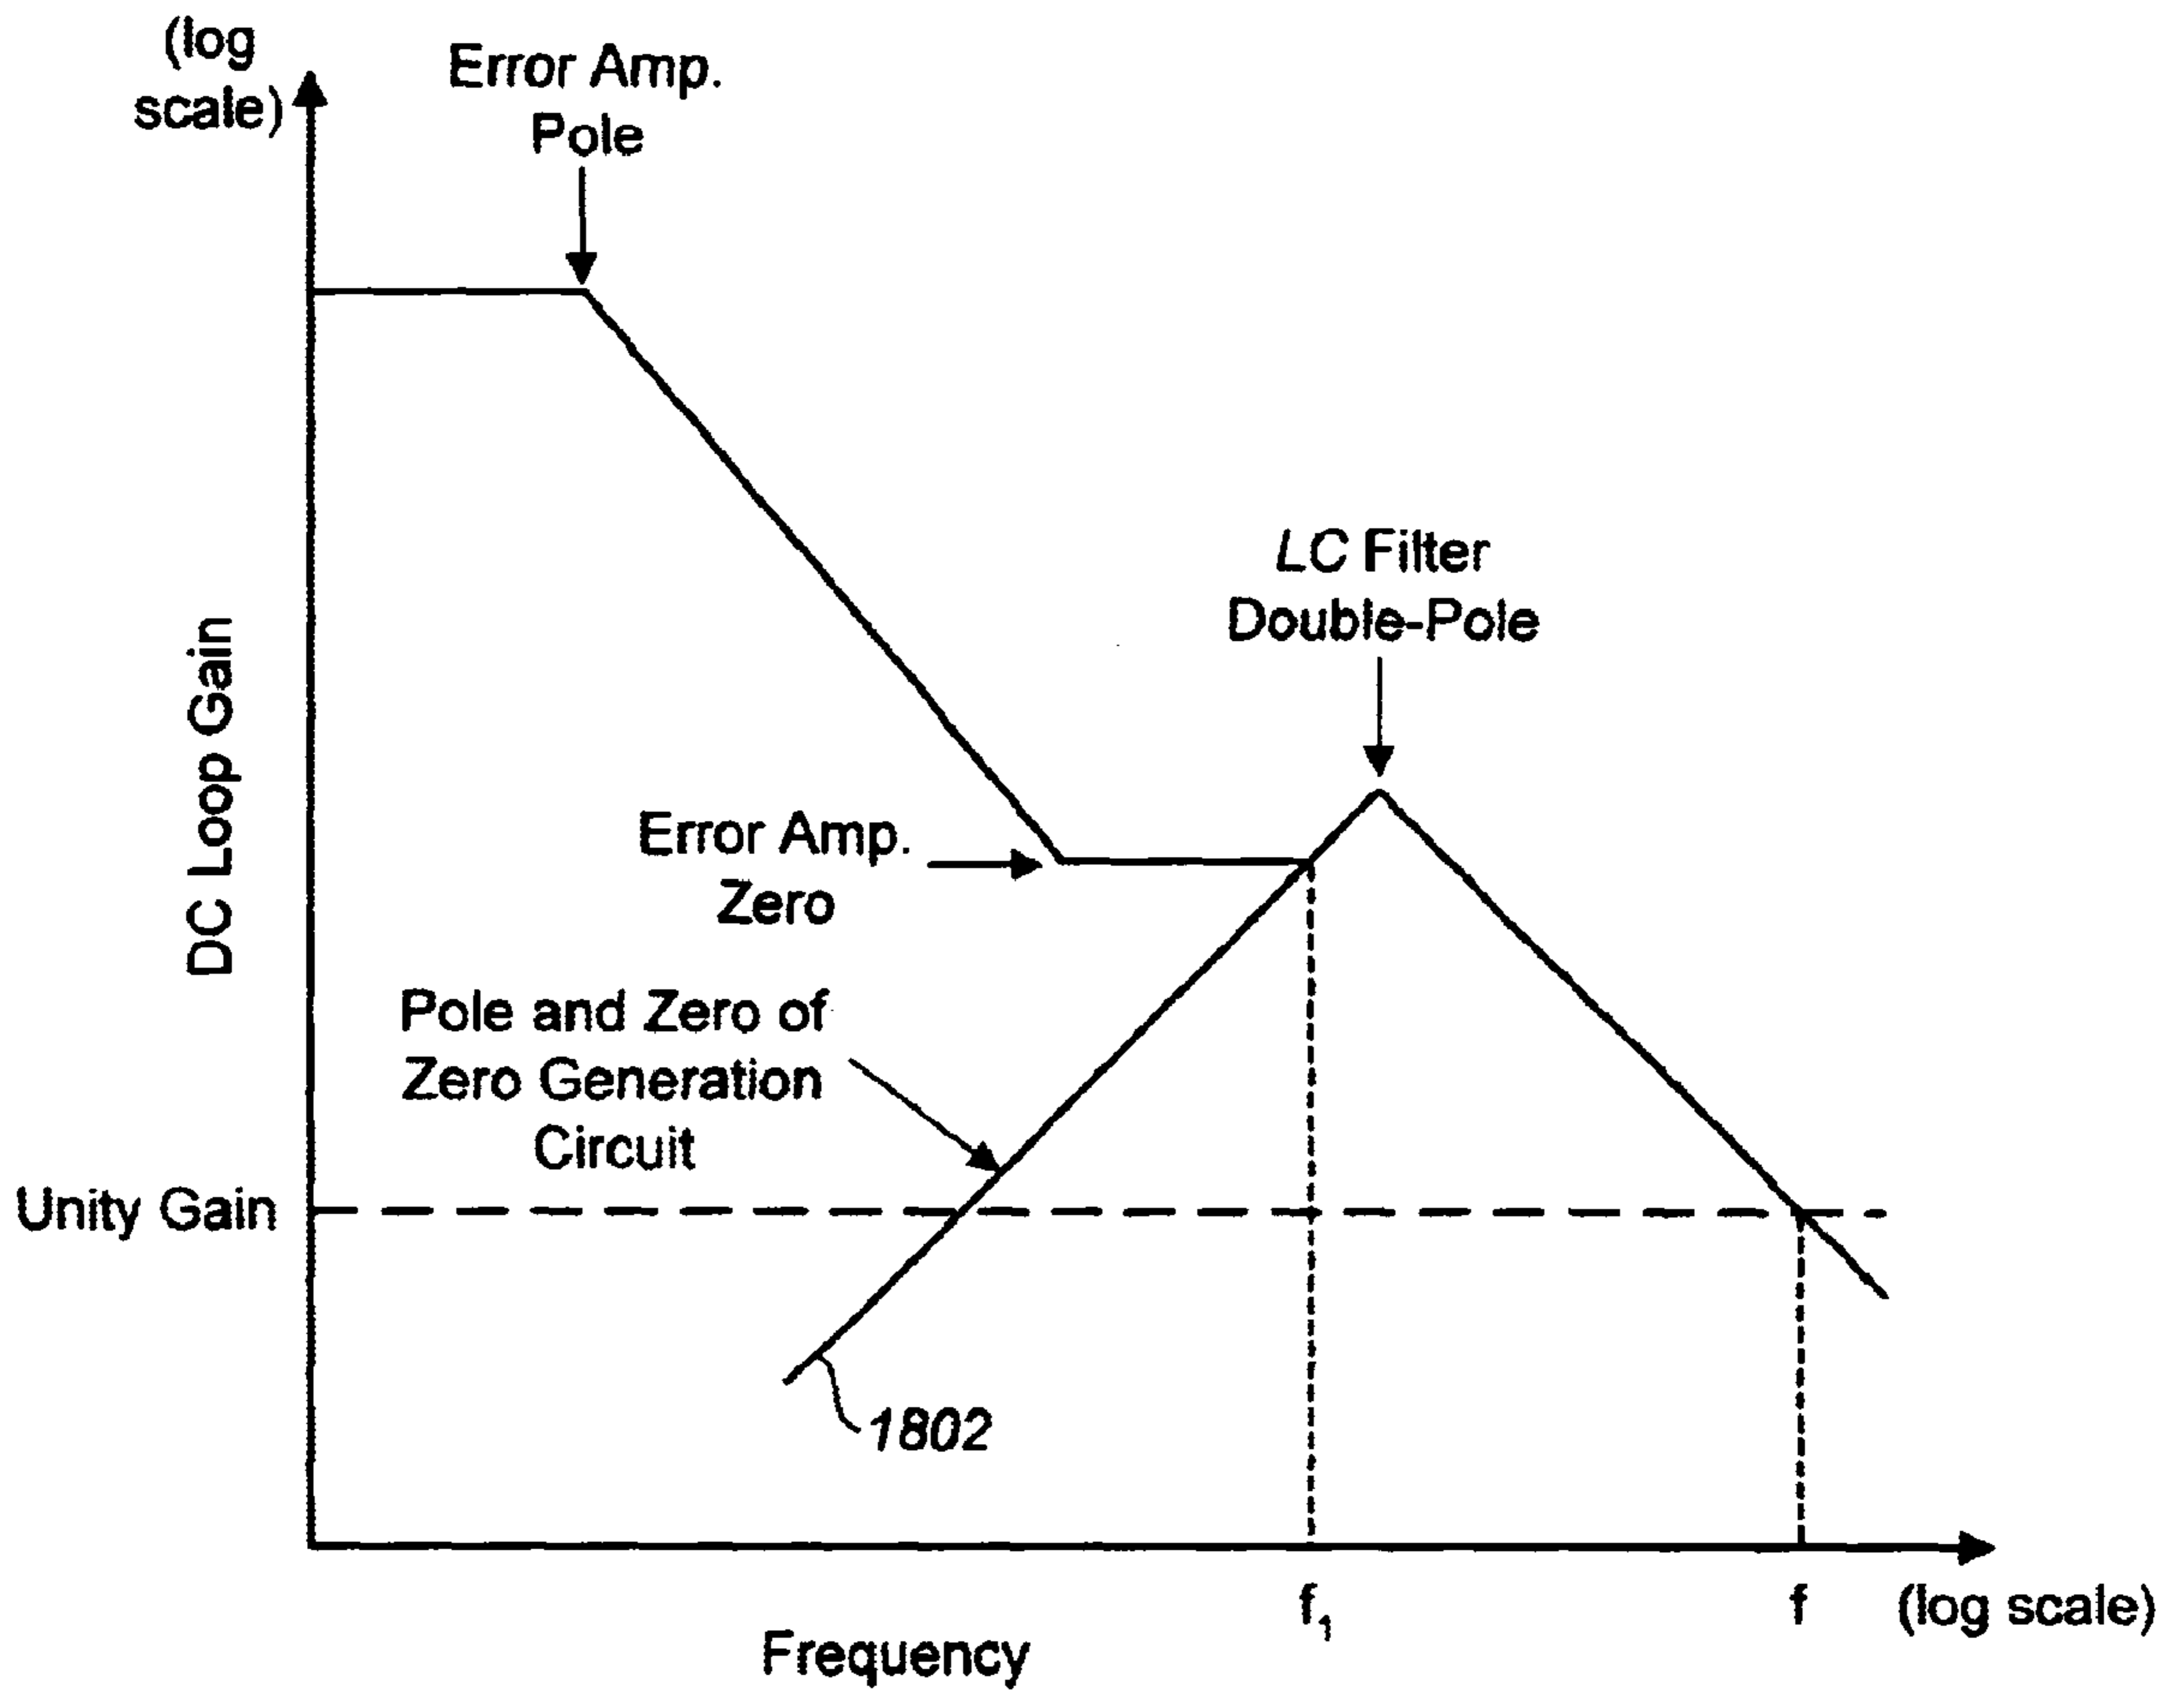 (log
scale)
Error Amp.
Pole
LC Filter
Double-Pole
DC Loop Gain
Error Amp.
Zero
Pole and Zero of
Zero Generation
Circuit
Unity Gain
1802
f1
f
(log scale)
Frequency